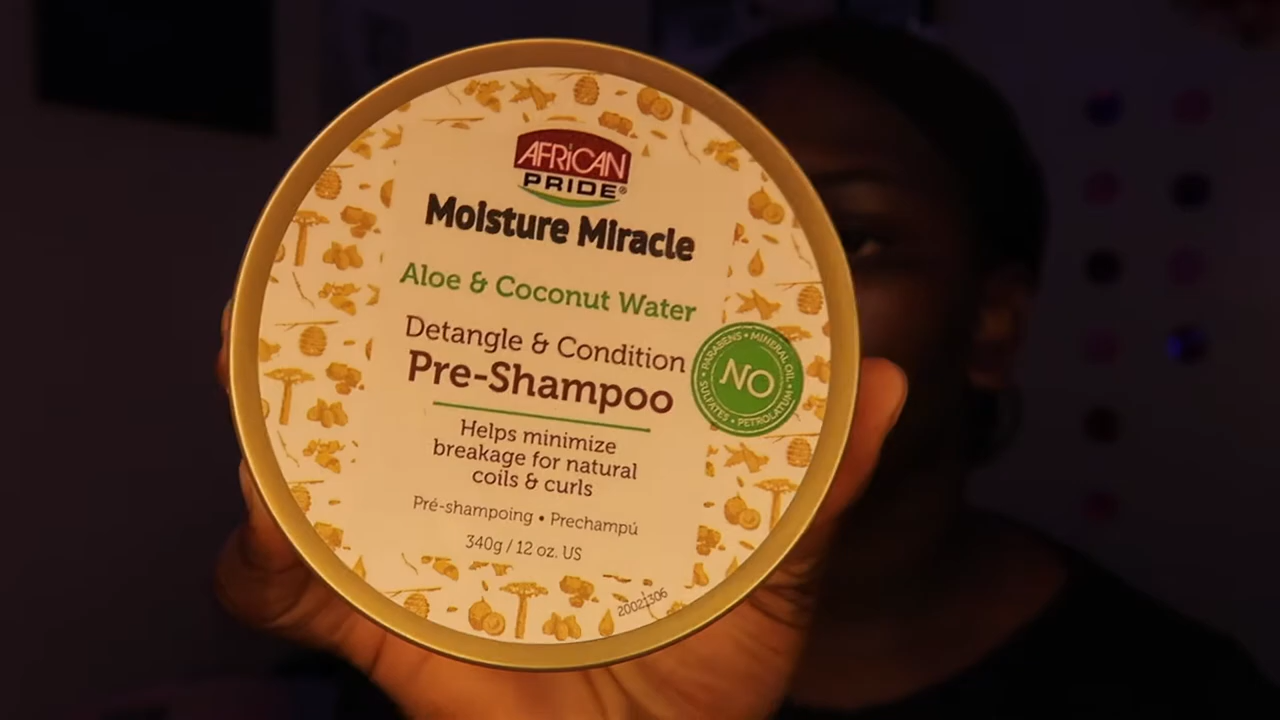 AFRICAN
PRIDE®
Moisture Miracle
Aloe & Coconut Water
Detangle & Condition
Pre-Shampoo
NO
PARABENS • MINERAL OIL • PETROLATUM • SULFATES •
Helps minimize
breakage for natural
coils & curls
Pré-shampoing • Prechampú
340g / 12 oz. US
20021306